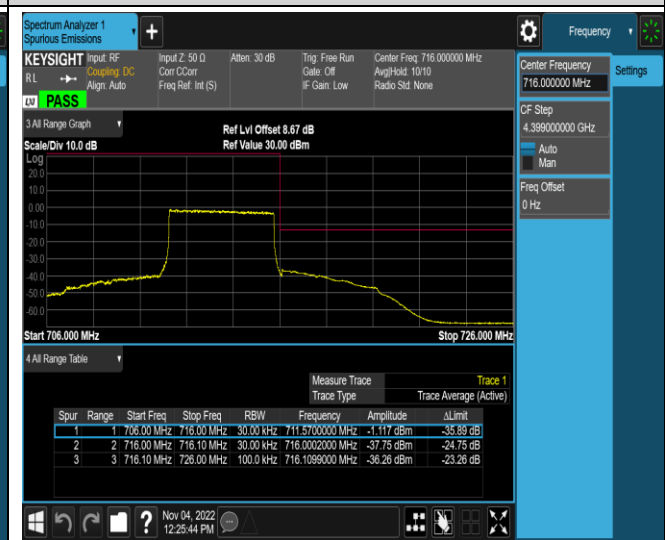 Spectrum Analyzer 1
Spurious Emissions
+
Frequency
KEYSIGHT
R L
PASS
Input: RF
Coupling: DC
Align: Auto
Input Z: 50 Ω
Corr CCorr
Freq Ref: Int (S)
Atten: 30 dB
Trig: Free Run
Gate: Off
IF Gain: Low
Center Freq: 716.000000 MHz
Avg|Hold: 10/10
Radio Std: None
Center Frequency
716.000000 MHz
Settings
CF Step
4.399000000 GHz
Auto
Man
Freq Offset
0 Hz
3 All Range Graph
Scale/Div 10.0 dB
Ref Lvl Offset 8.67 dB
Ref Value 30.00 dBm
Log
20.0
10.0
0.00
-10.0
-20.0
-30.0
-40.0
-50.0
-60.0
Start 706.000 MHz
Stop 726.000 MHz
4 All Range Table
Measure Trace Trace 1
Trace Type Trace Average (Active)
Spur Range Start Freq Stop Freq RBW Frequency Amplitude ΔLimit
1 1 706.00 MHz 716.00 MHz 30.00 kHz 711.5700000 MHz -1.117 dBm -35.89 dB
2 2 716.00 MHz 716.10 MHz 30.00 kHz 716.0002000 MHz -37.75 dBm -24.75 dB
3 3 716.10 MHz 726.00 MHz 100.0 kHz 716.1099000 MHz -36.26 dBm -23.26 dB
?
Nov 04, 2022
12:25:44 PM